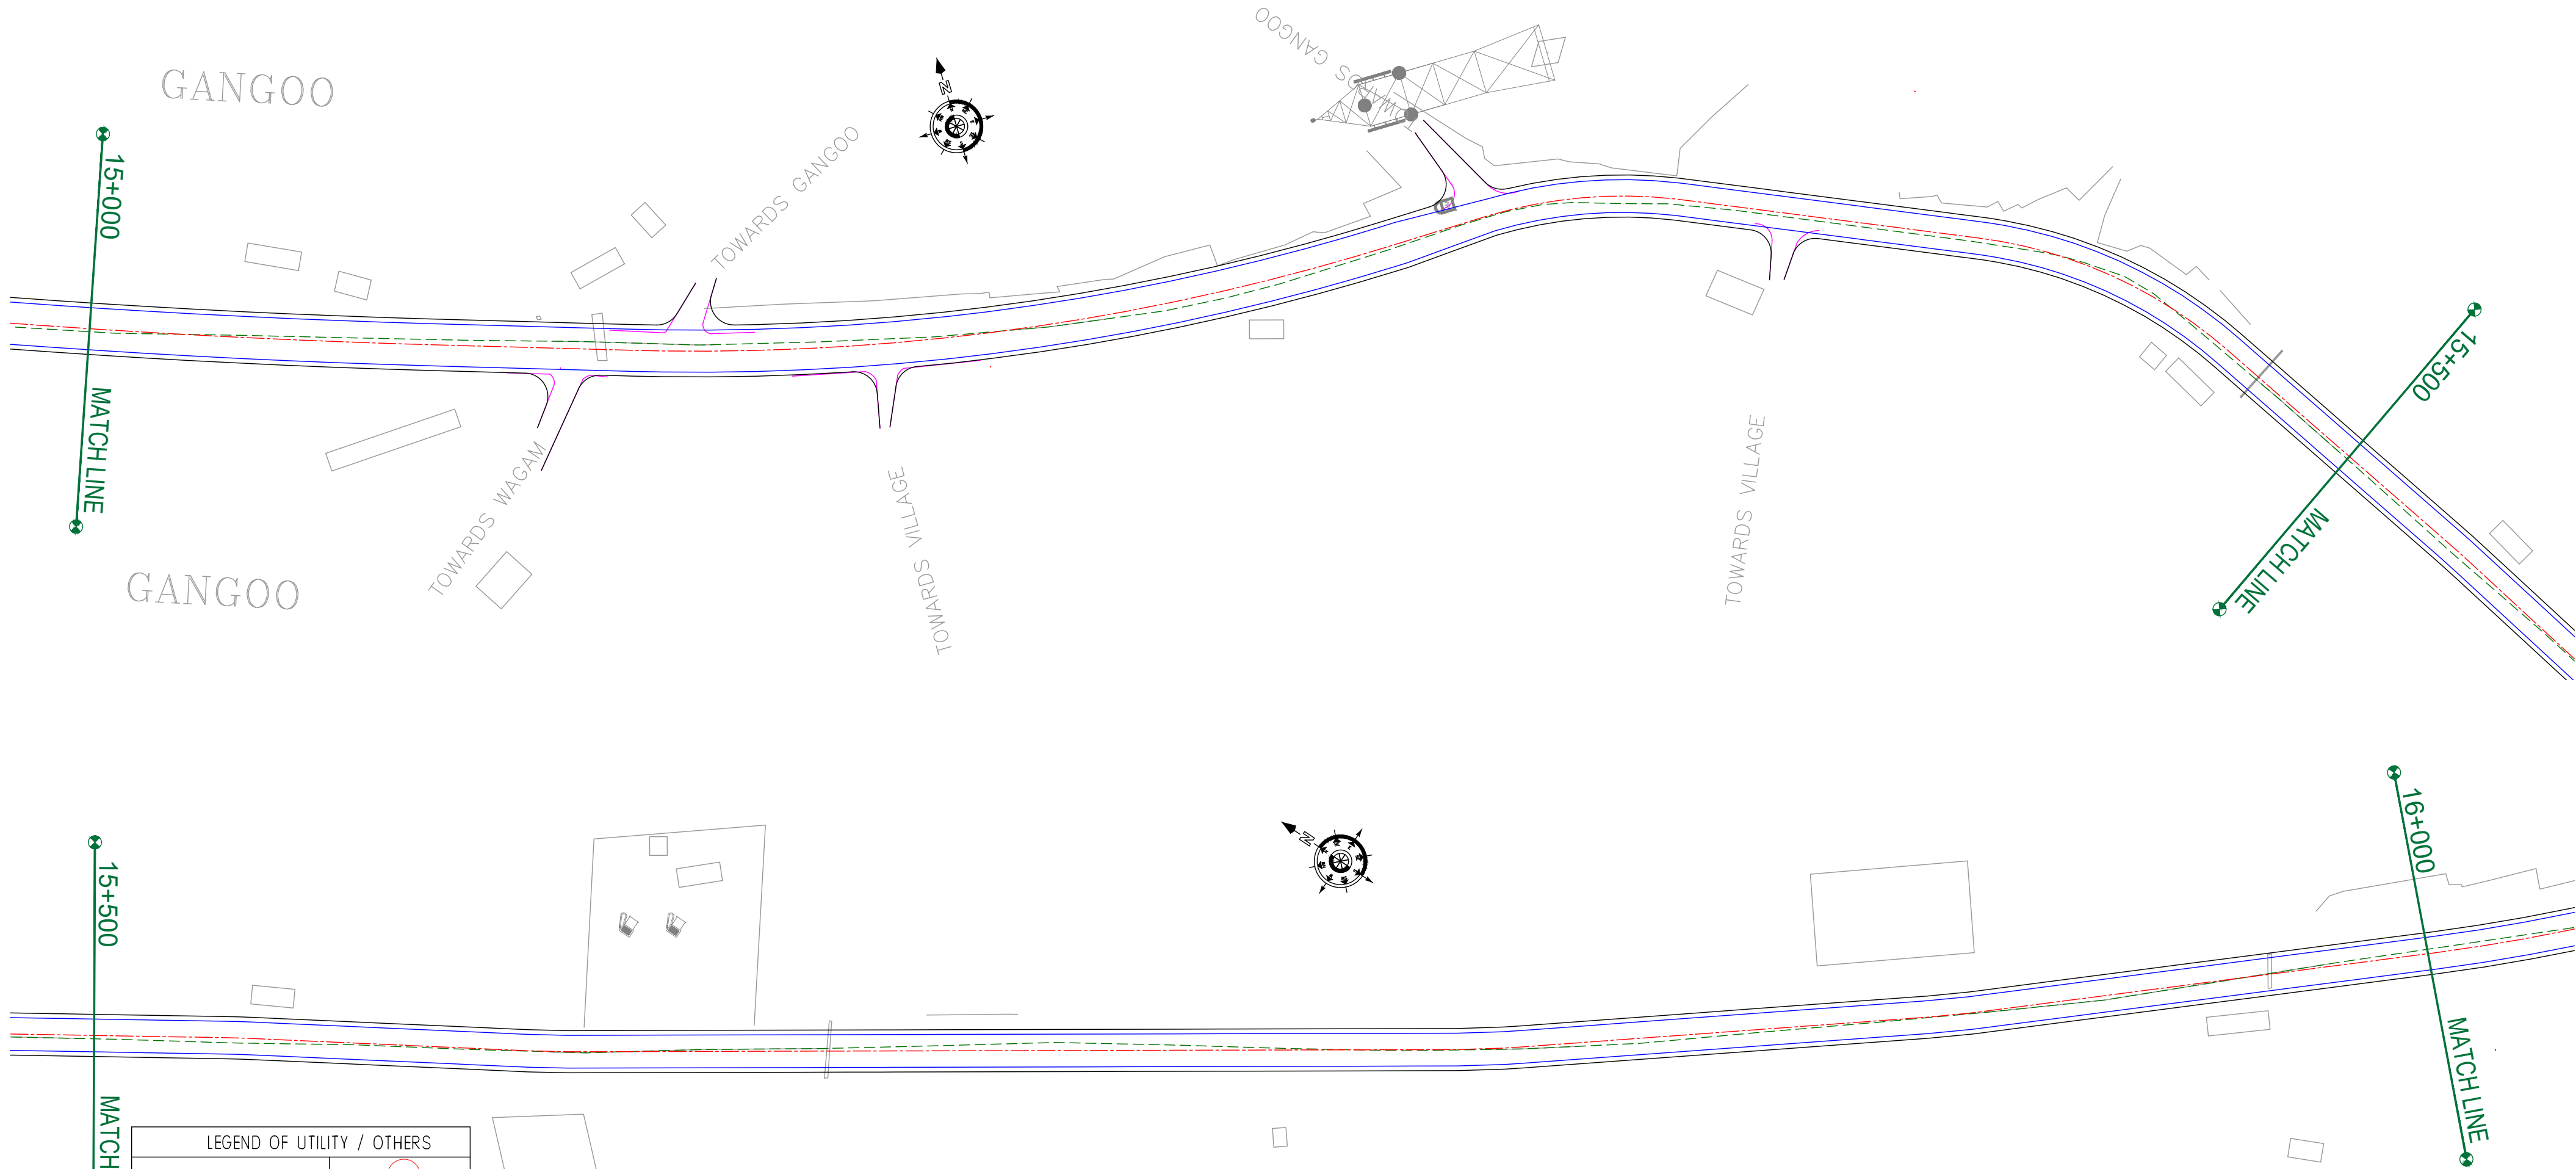 GANGOO
15+000
MATCH LINE
GANGOO
TOWARDS WAGAM
TOWARDS GANGOO
TOWARDS VILLAGE
N
TOWARDS GANGOO
TOWARDS VILLAGE
15+500
MATCH LINE
15+500
MATCH
N
16+000
MATCH LINE
LEGEND OF UTILITY / OTHERS